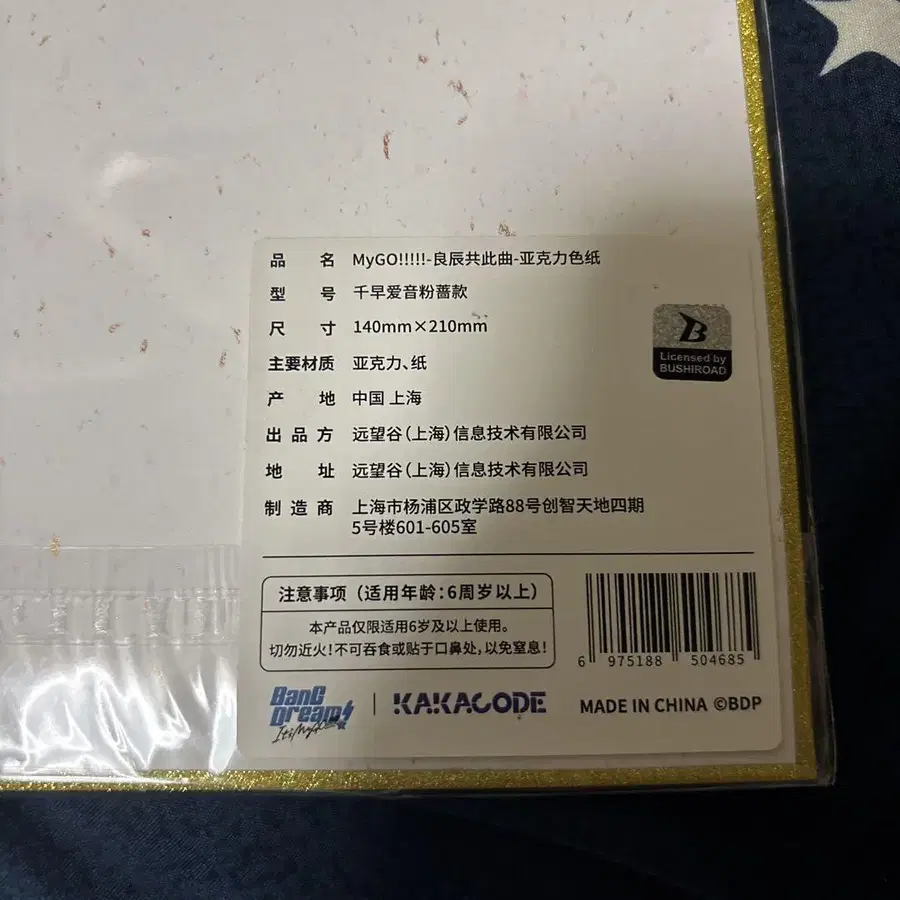 品 名 MyGO!!!!!-良辰共此曲-亚克力色纸
型 号 千早爱音粉蔷款
尺 寸 140mm×210mm
主要材质 亚克力、纸
产 地 中国 上海
出品方 远望谷(上海)信息技术有限公司
地 址 远望谷(上海)信息技术有限公司
制造商 上海市杨浦区政学路88号创智天地四期
5号楼601-605室
B
Licensed by
BUSHIROAD
注意事项(适用年龄:6周岁以上)
本产品仅限适用6岁及以上使用。
切勿近火!不可吞食或贴于口鼻处,以免窒息!
6 975188 504685
BanG
Dream!
It's MyGO!!!!!
KAKACODE
MADE IN CHINA ©BDP